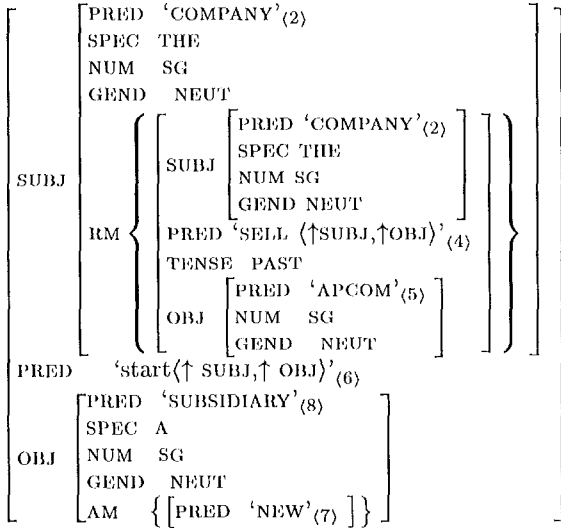 PRED ‘COMPANY’⟨2⟩
SPEC THE
NUM SG
GEND NEUT
PRED ‘COMPANY’⟨2⟩
SUBJ SPEC THE
NUM SG
GEND NEUT
SUBJ
RM PRED ‘SELL ⟨↑SUBJ,↑OBJ⟩’⟨4⟩
TENSE PAST
PRED ‘APCOM’⟨5⟩
OBJ NUM SG
GEND NEUT
PRED ‘start⟨↑ SUBJ,↑ OBJ⟩’⟨6⟩
PRED ‘SUBSIDIARY’⟨8⟩
SPEC A
OBJ NUM SG
GEND NEUT
AM {[PRED ‘NEW’⟨7⟩ ]}